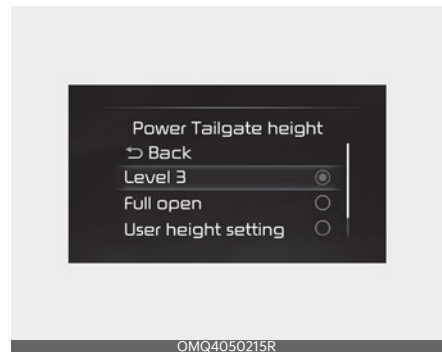 Power Tailgate height
Back
Level 3
Full open
User height setting
OMQ4050215R